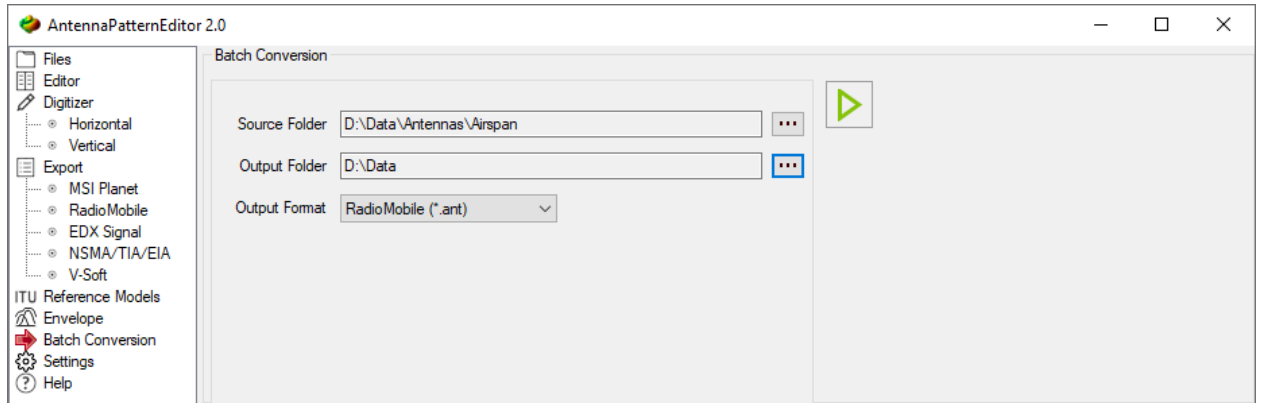 AntennaPatternEditor 2.0
Files
Editor
Digitizer
Horizontal
Vertical
Export
MSI Planet
RadioMobile
EDX Signal
NSMA/TIA/EIA
V-Soft
ITU Reference Models
Envelope
Batch Conversion
Settings
? Help
Batch Conversion
Source Folder D:\Data\Antennas\Airspan ...
Output Folder D:\Data ...
Output Format RadioMobile (*.ant)